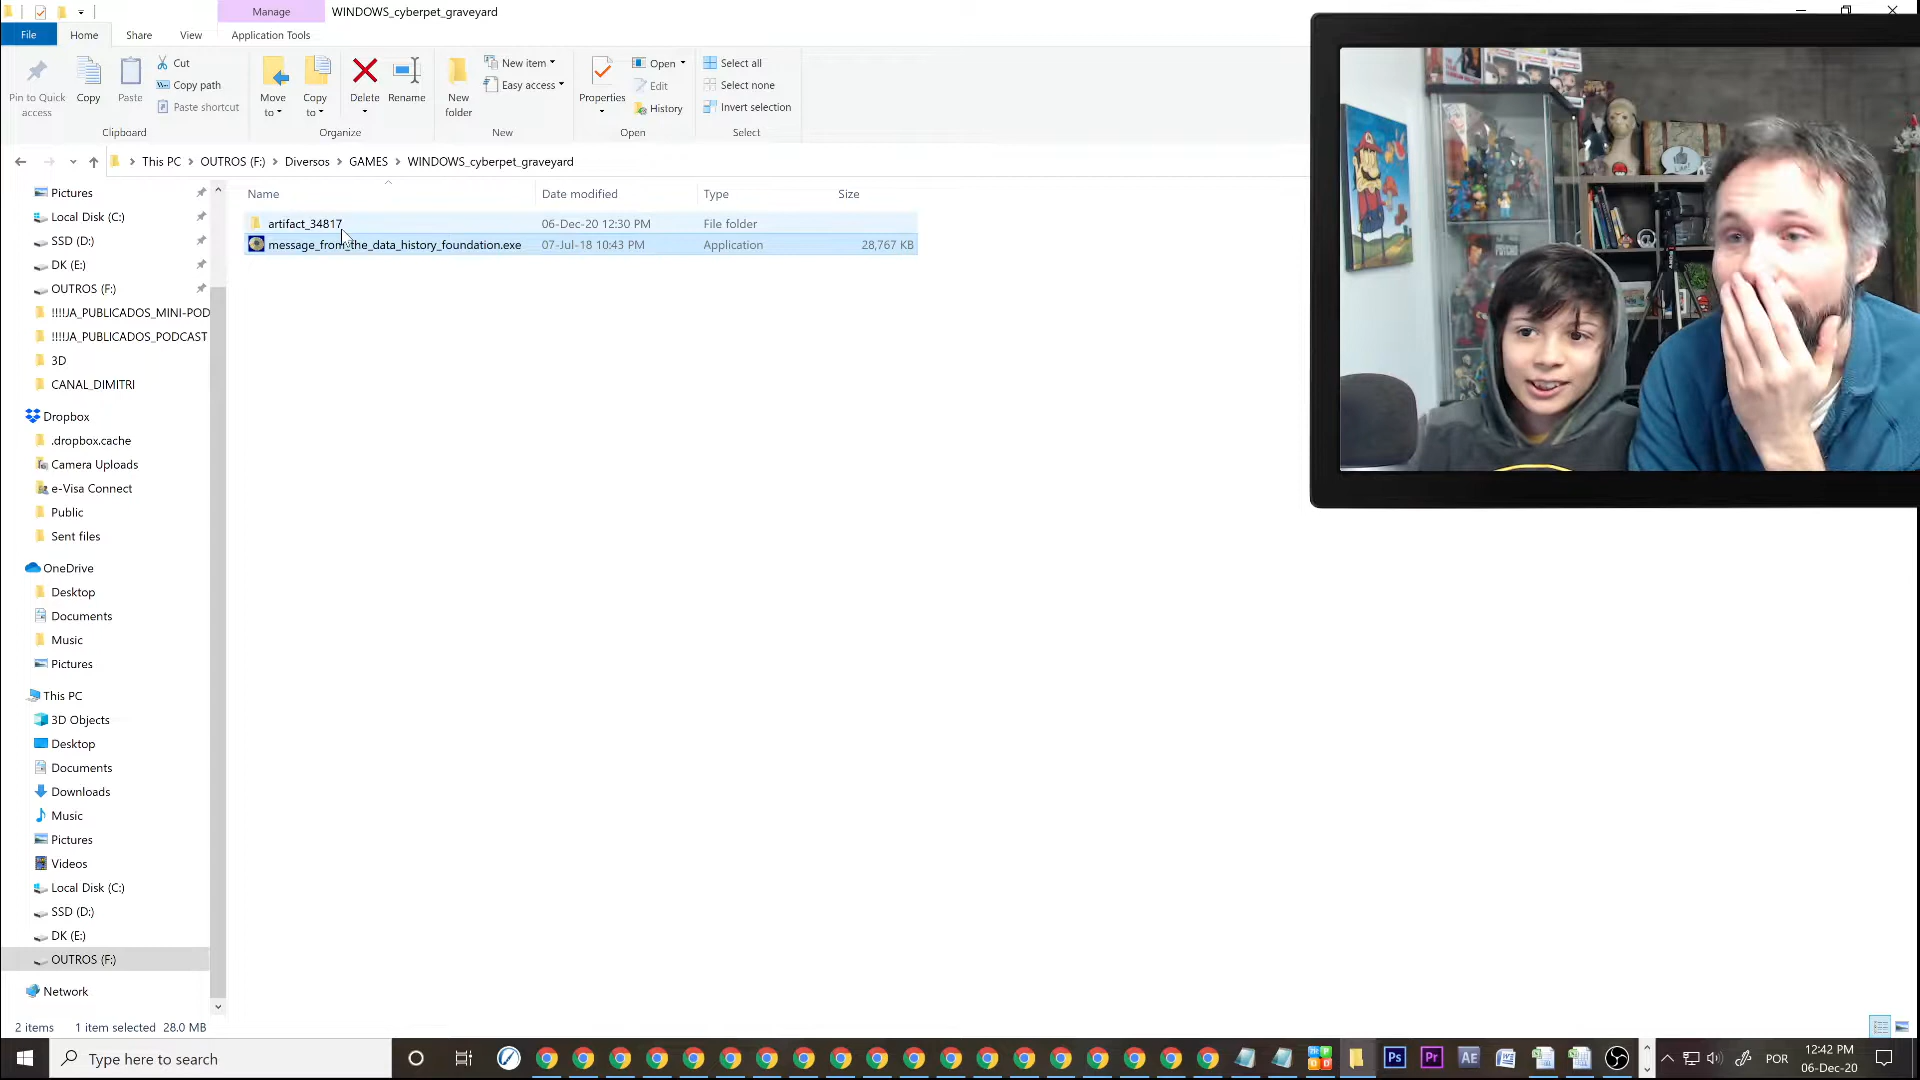 Manage WINDOWS_cyberpet_graveyard
File Home Share View Application Tools
Pin to Quick access
Copy
Paste
Cut
Copy path
Paste shortcut
Clipboard
Move to
Copy to
Delete
Rename
Organize
New folder
New item
Easy access
New
Properties
Open
Edit
History
Open
Select all
Select none
Invert selection
Select
This PC > OUTROS (F:) > Diversos > GAMES > WINDOWS_cyberpet_graveyard
Name Date modified Type Size
artifact_34817 06-Dec-20 12:30 PM File folder
message_from_the_data_history_foundation.exe 07-Jul-18 10:43 PM Application 28,767 KB
Pictures
Local Disk (C:)
SSD (D:)
DK (E:)
OUTROS (F:)
!!!!JA_PUBLICADOS_MINI-POD
!!!!JA_PUBLICADOS_PODCAST
3D
CANAL_DIMITRI
Dropbox
.dropbox.cache
Camera Uploads
e-Visa Connect
Public
Sent files
OneDrive
Desktop
Documents
Music
Pictures
This PC
3D Objects
Desktop
Documents
Downloads
Music
Pictures
Videos
Local Disk (C:)
SSD (D:)
DK (E:)
OUTROS (F:)
Network
2 items 1 item selected 28.0 MB
Type here to search
Ps Pr AE
POR
12:42 PM
06-Dec-20